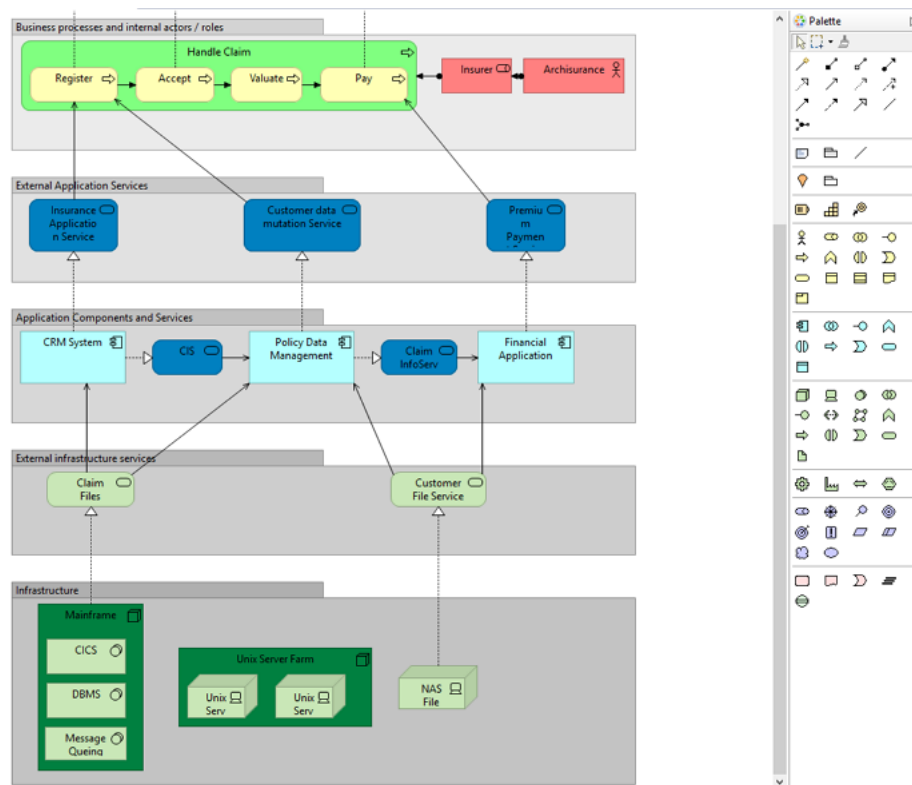 Business processes and internal actors / roles
Palette
Handle Claim
Register
Accept
Valuate
Pay
Insurer
Archisurance
External Application Services
Insurance
Applicatio
n Service
Customer data
mutation Service
Premiu
m
Paymen
Application Components and Services
CRM System
CIS
Policy Data
Management
Claim
InfoServ
Financial
Application
External infrastructure services
Claim
Files
Customer
File Service
Infrastructure
Mainframe
CICS
DBMS
Message
Queing
Unix Server Farm
Unix
Serv
Unix
Serv
NAS
File